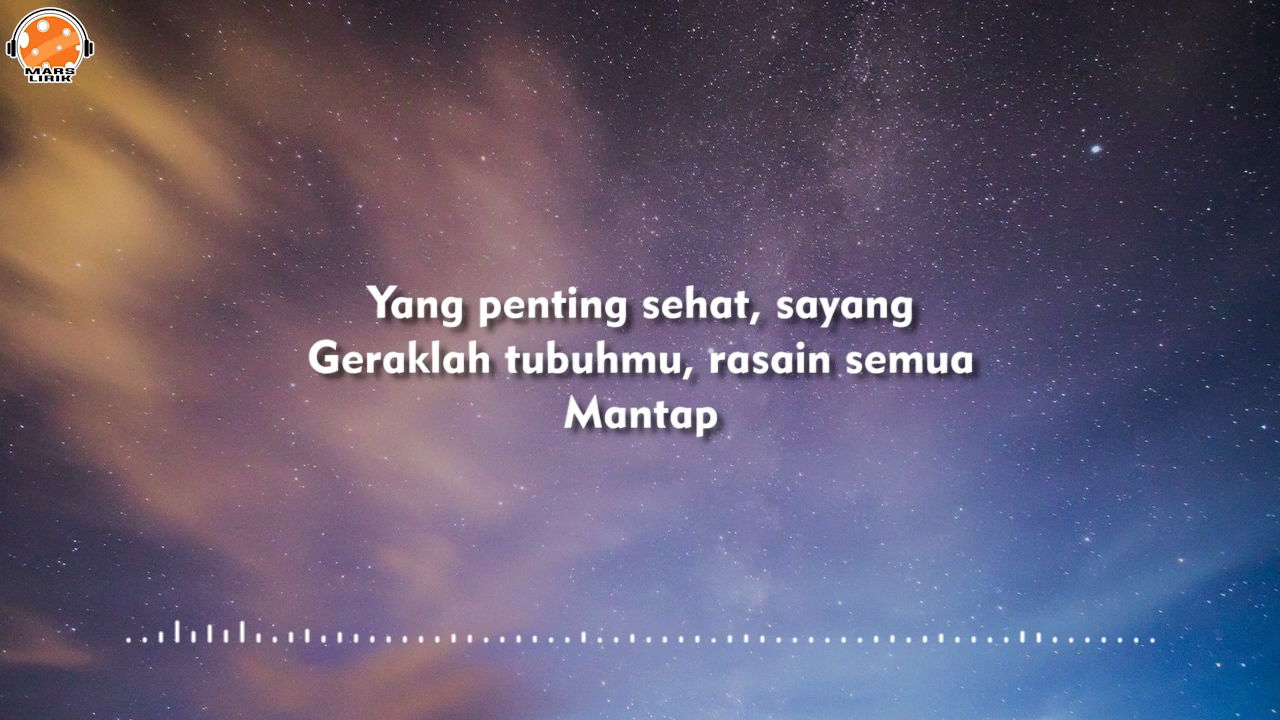 MARS
LIRIK
Yang penting sehat, sayang
Geraklah tubuhmu, rasain semua
Mantap